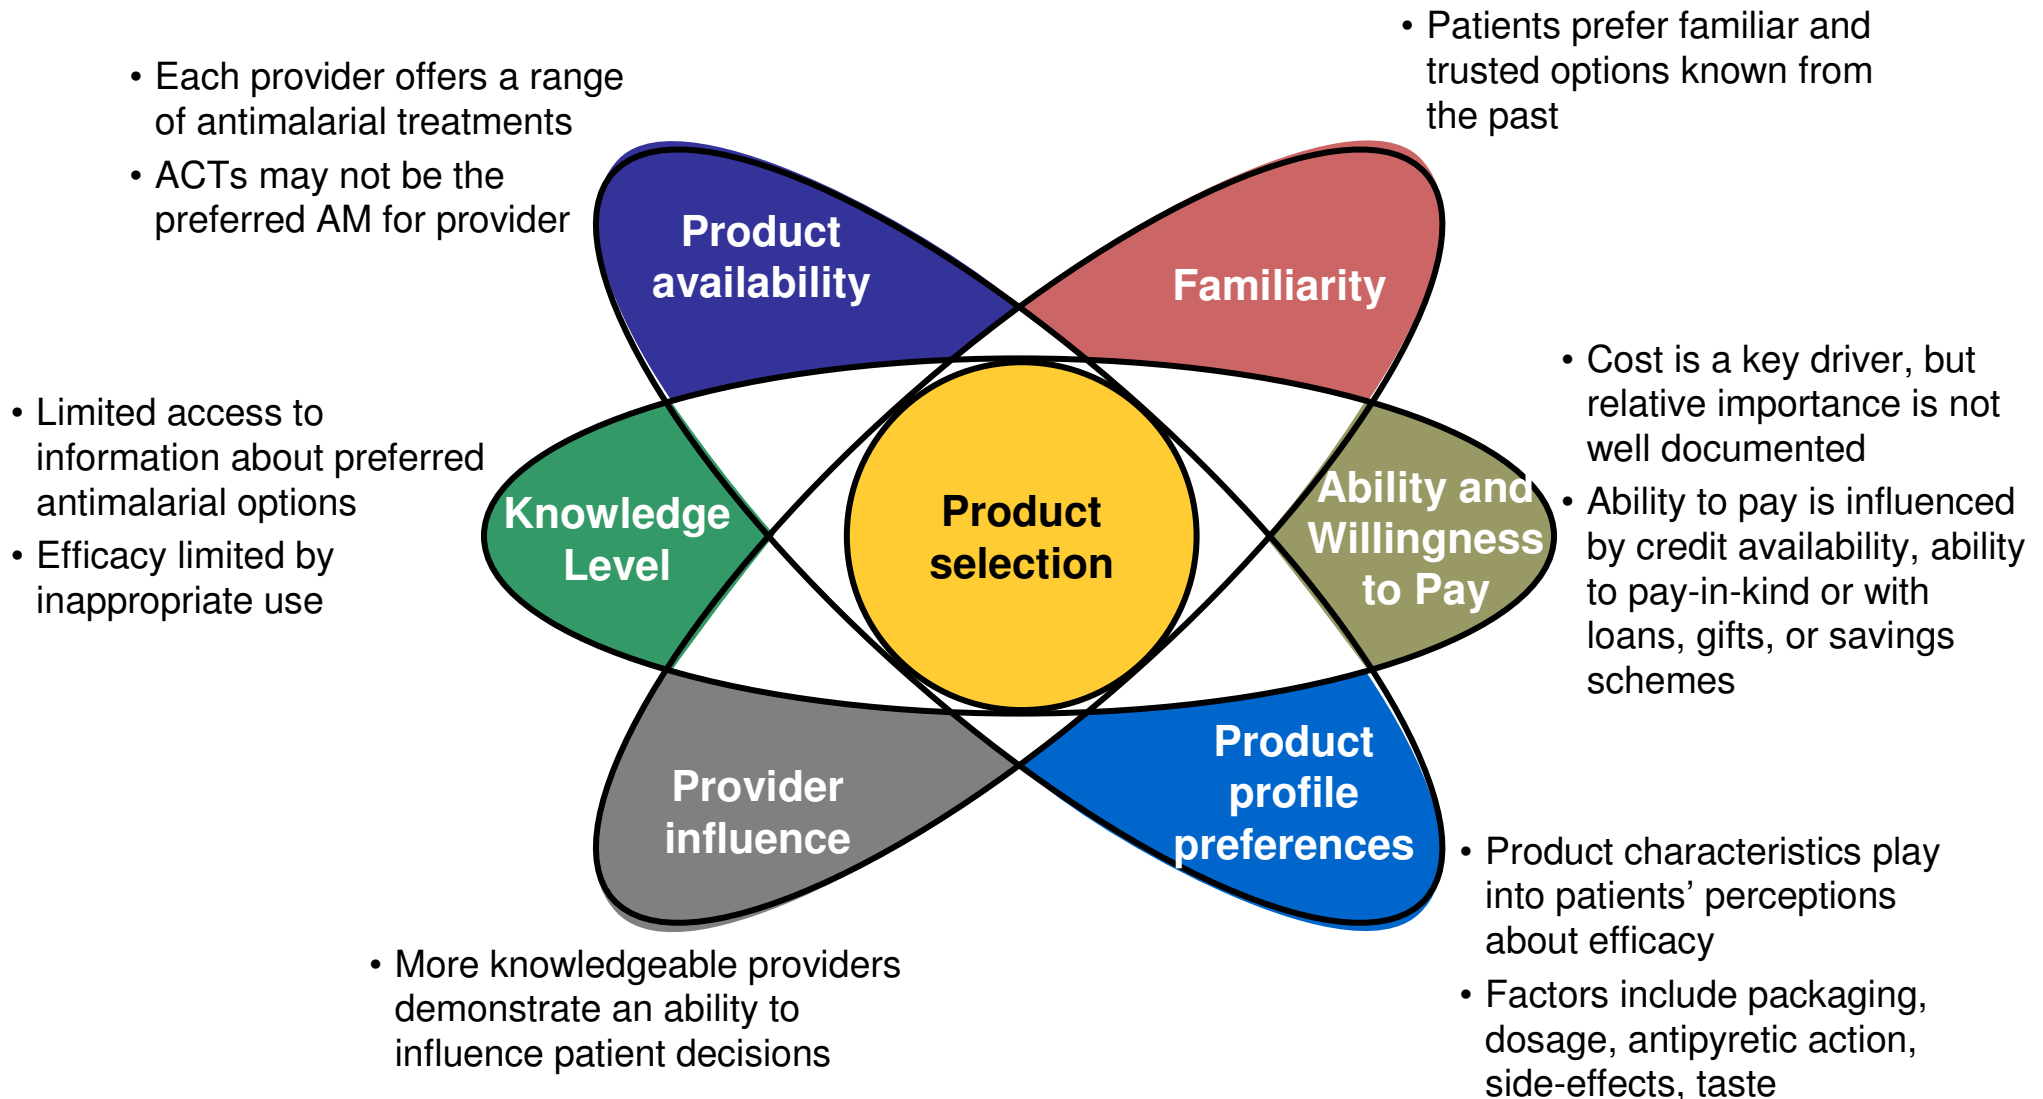 • Each provider offers a range
of antimalarial treatments
• ACTs may not be the
preferred AM for provider
• Patients prefer familiar and
trusted options known from
the past
Product
availability
Familiarity
• Limited access to
information about preferred
antimalarial options
• Efficacy limited by
inappropriate use
Knowledge
Level
Product
selection
Ability and
Willingness
to Pay
• Cost is a key driver, but
relative importance is not
well documented
• Ability to pay is influenced
by credit availability, ability
to pay-in-kind or with
loans, gifts, or savings
schemes
Provider
influence
Product
profile
preferences
• More knowledgeable providers
demonstrate an ability to
influence patient decisions
• Product characteristics play
into patients’ perceptions
about efficacy
• Factors include packaging,
dosage, antipyretic action,
side-effects, taste